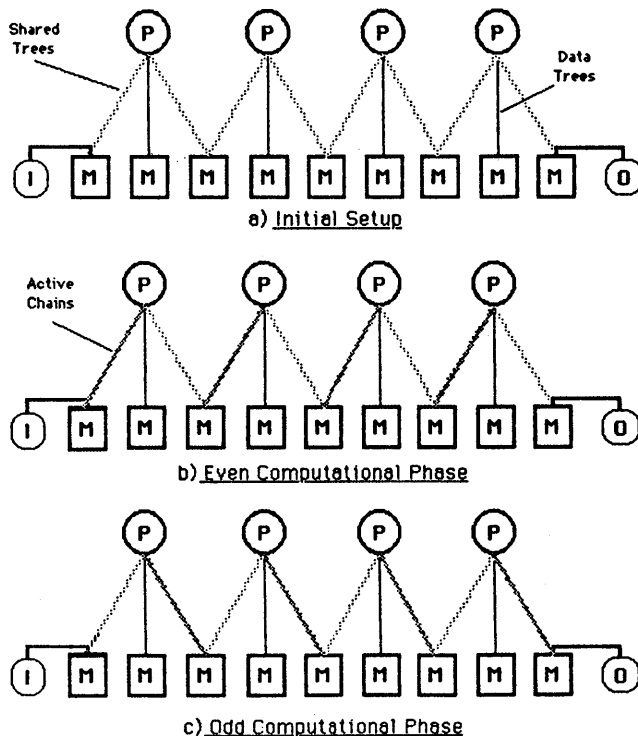 Shared
Trees
P P P P
Data
Trees
I M M M M M M M M M O
a) Initial Setup
Active
Chains
P P P P
I M M M M M M M M M O
b) Even Computational Phase
P P P P
I M M M M M M M M M O
c) Odd Computational Phase